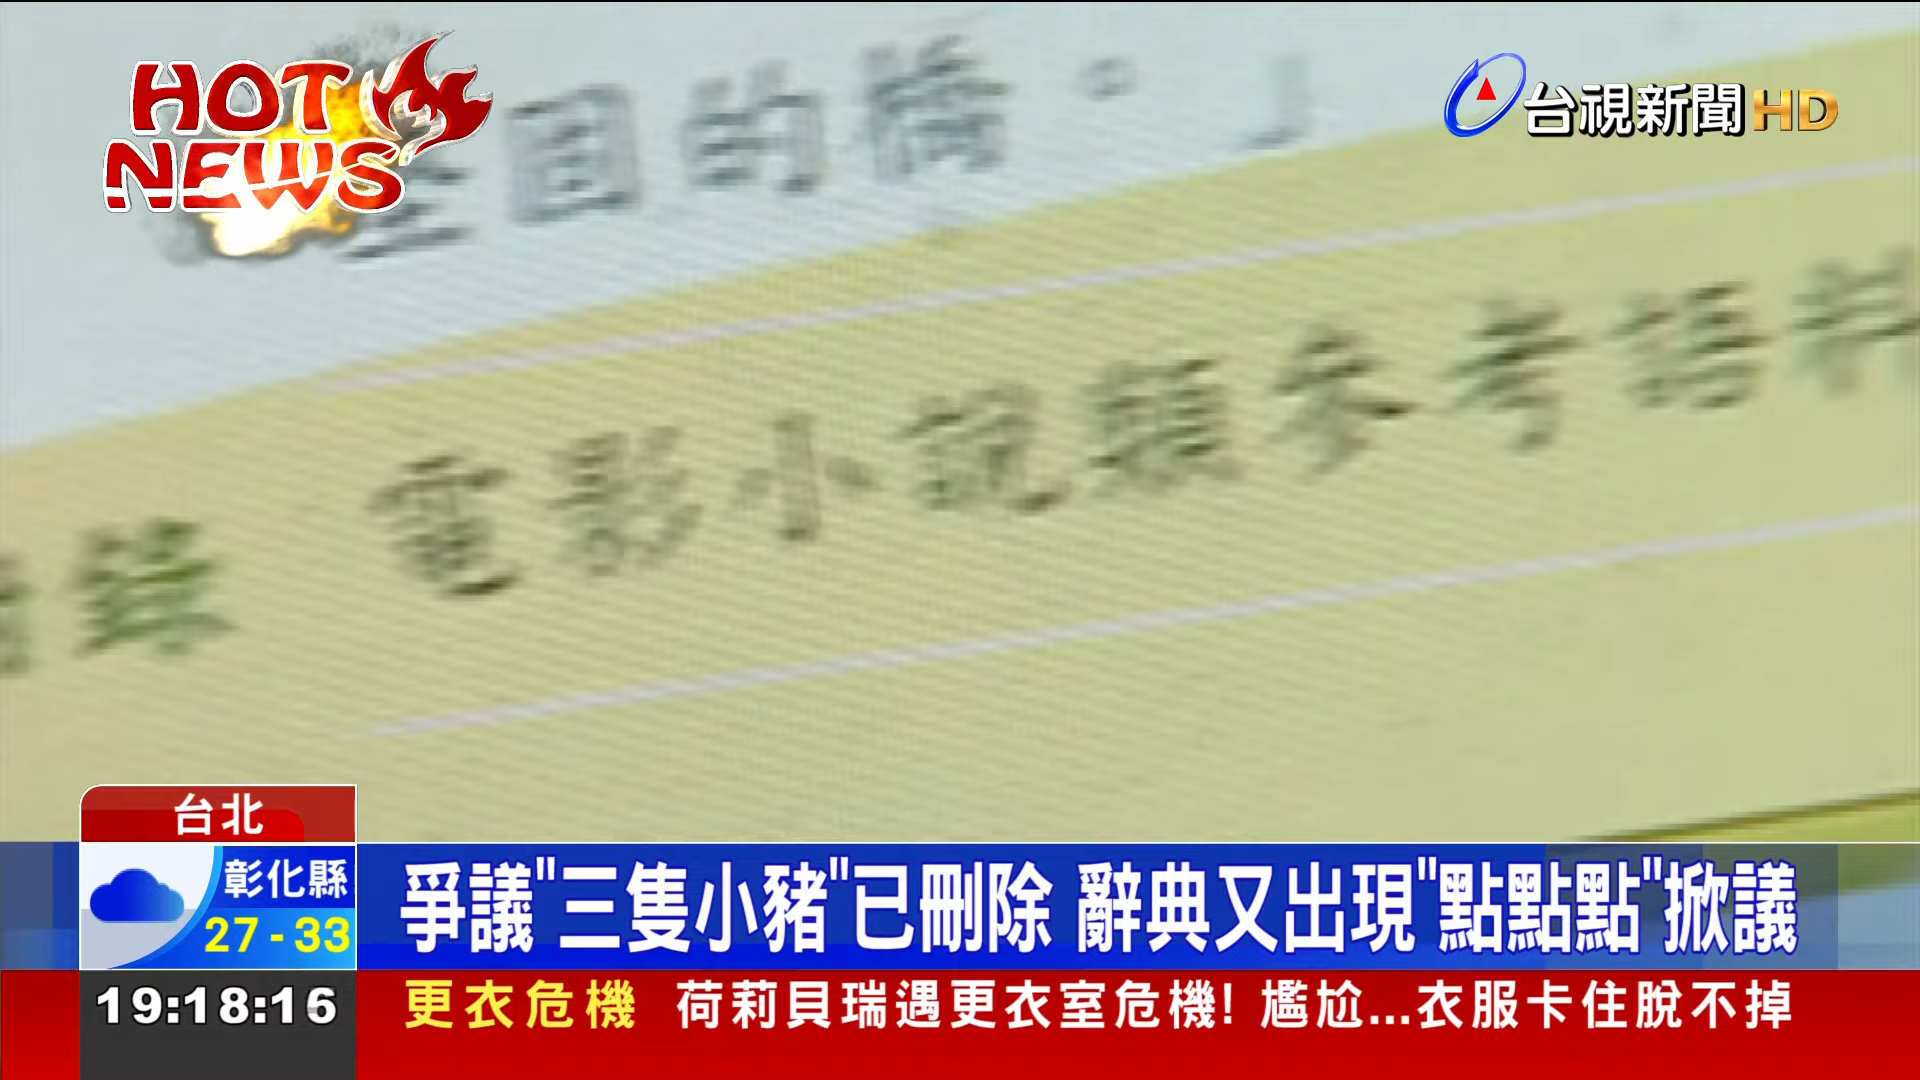 HOT
NEWS
固的橋。」
台視新聞HD
錄 電影小說類參考語料
台北
彰化縣
27-33
爭議"三隻小豬"已刪除 辭典又出現"點點點"掀議
19:18:16
更衣危機 荷莉貝瑞遇更衣室危機! 尷尬...衣服卡住脫不掉